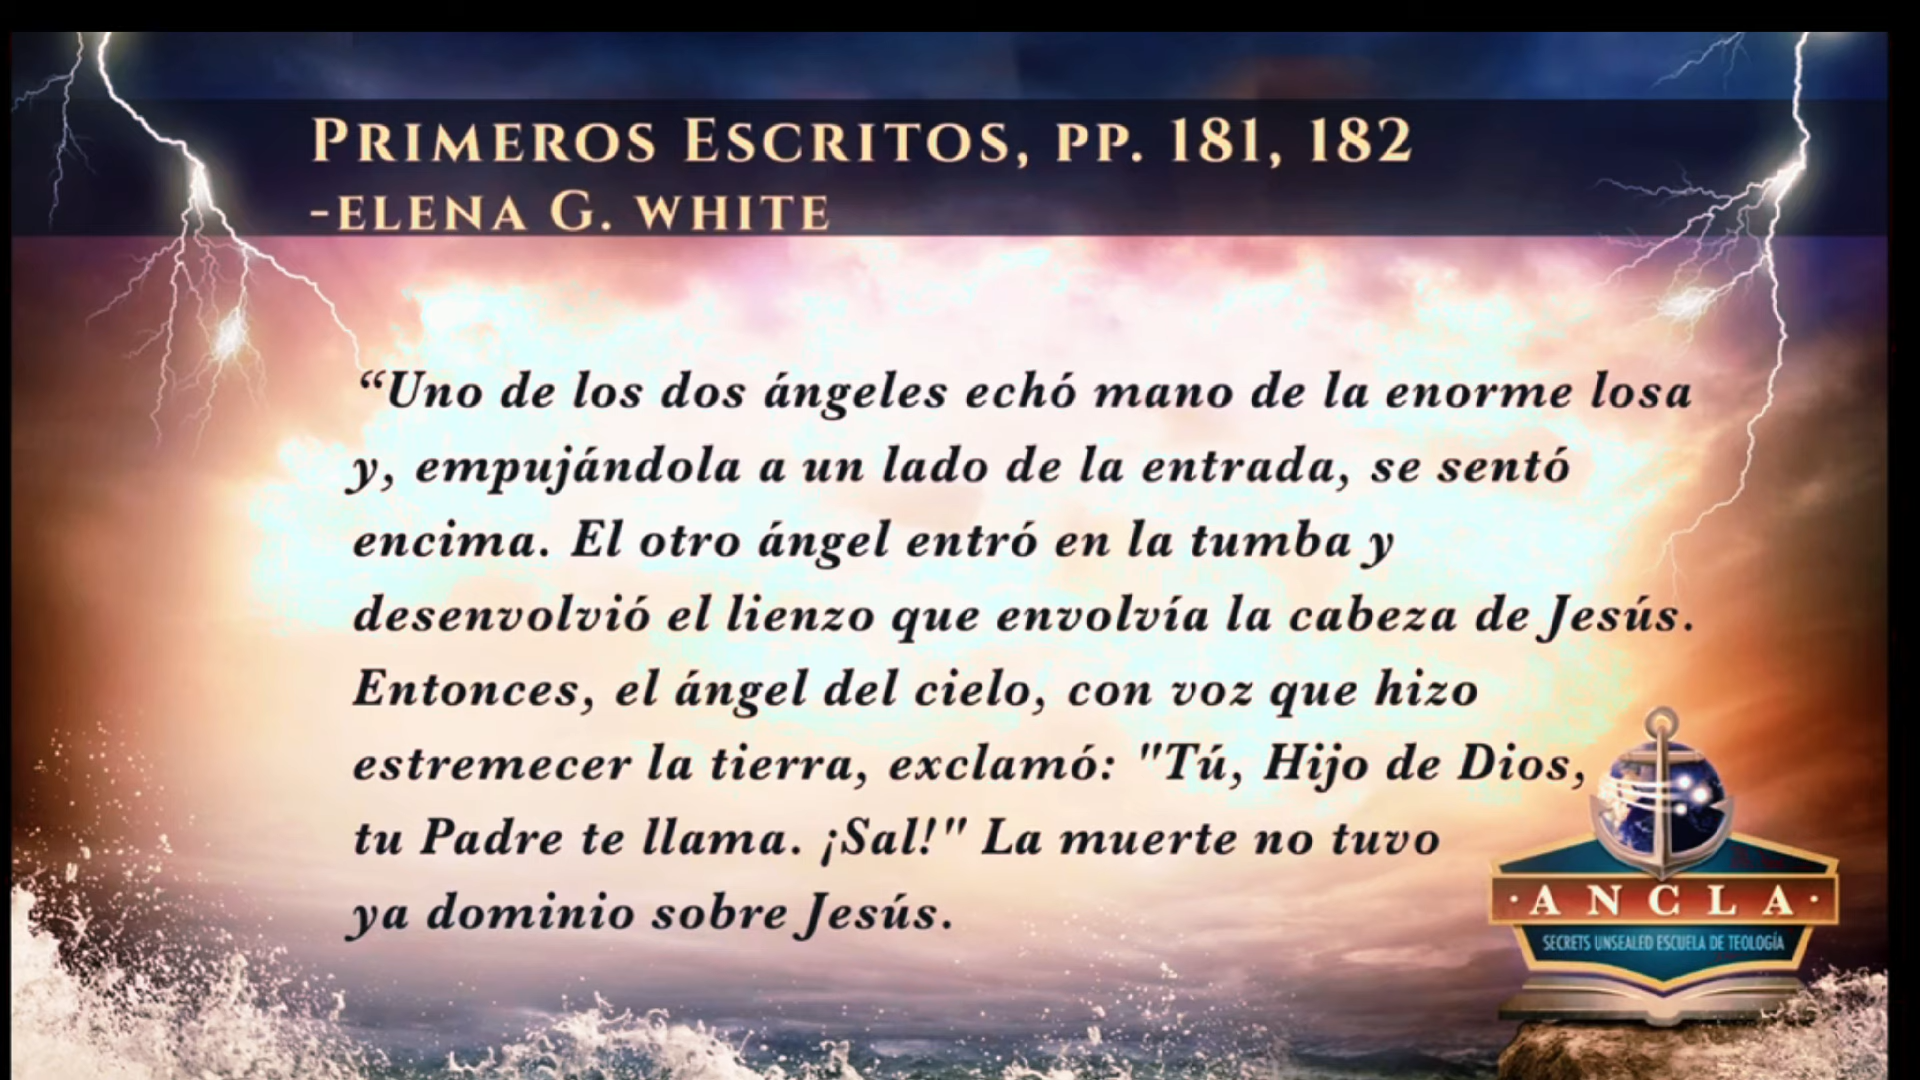 PRIMEROS ESCRITOS, PP. 181, 182
-ELENA G. WHITE
“Uno de los dos ángeles echó mano de la enorme losa
y, empujándola a un lado de la entrada, se sentó
encima. El otro ángel entró en la tumba y
desenvolvió el lienzo que envolvía la cabeza de Jesús.
Entonces, el ángel del cielo, con voz que hizo
estremecer la tierra, exclamó: "Tú, Hijo de Dios,
tu Padre te llama. ¡Sal!" La muerte no tuvo
ya dominio sobre Jesús.
· A N C L A ·
SECRETS UNSEALED ESCUELA DE TEOLOGÍA